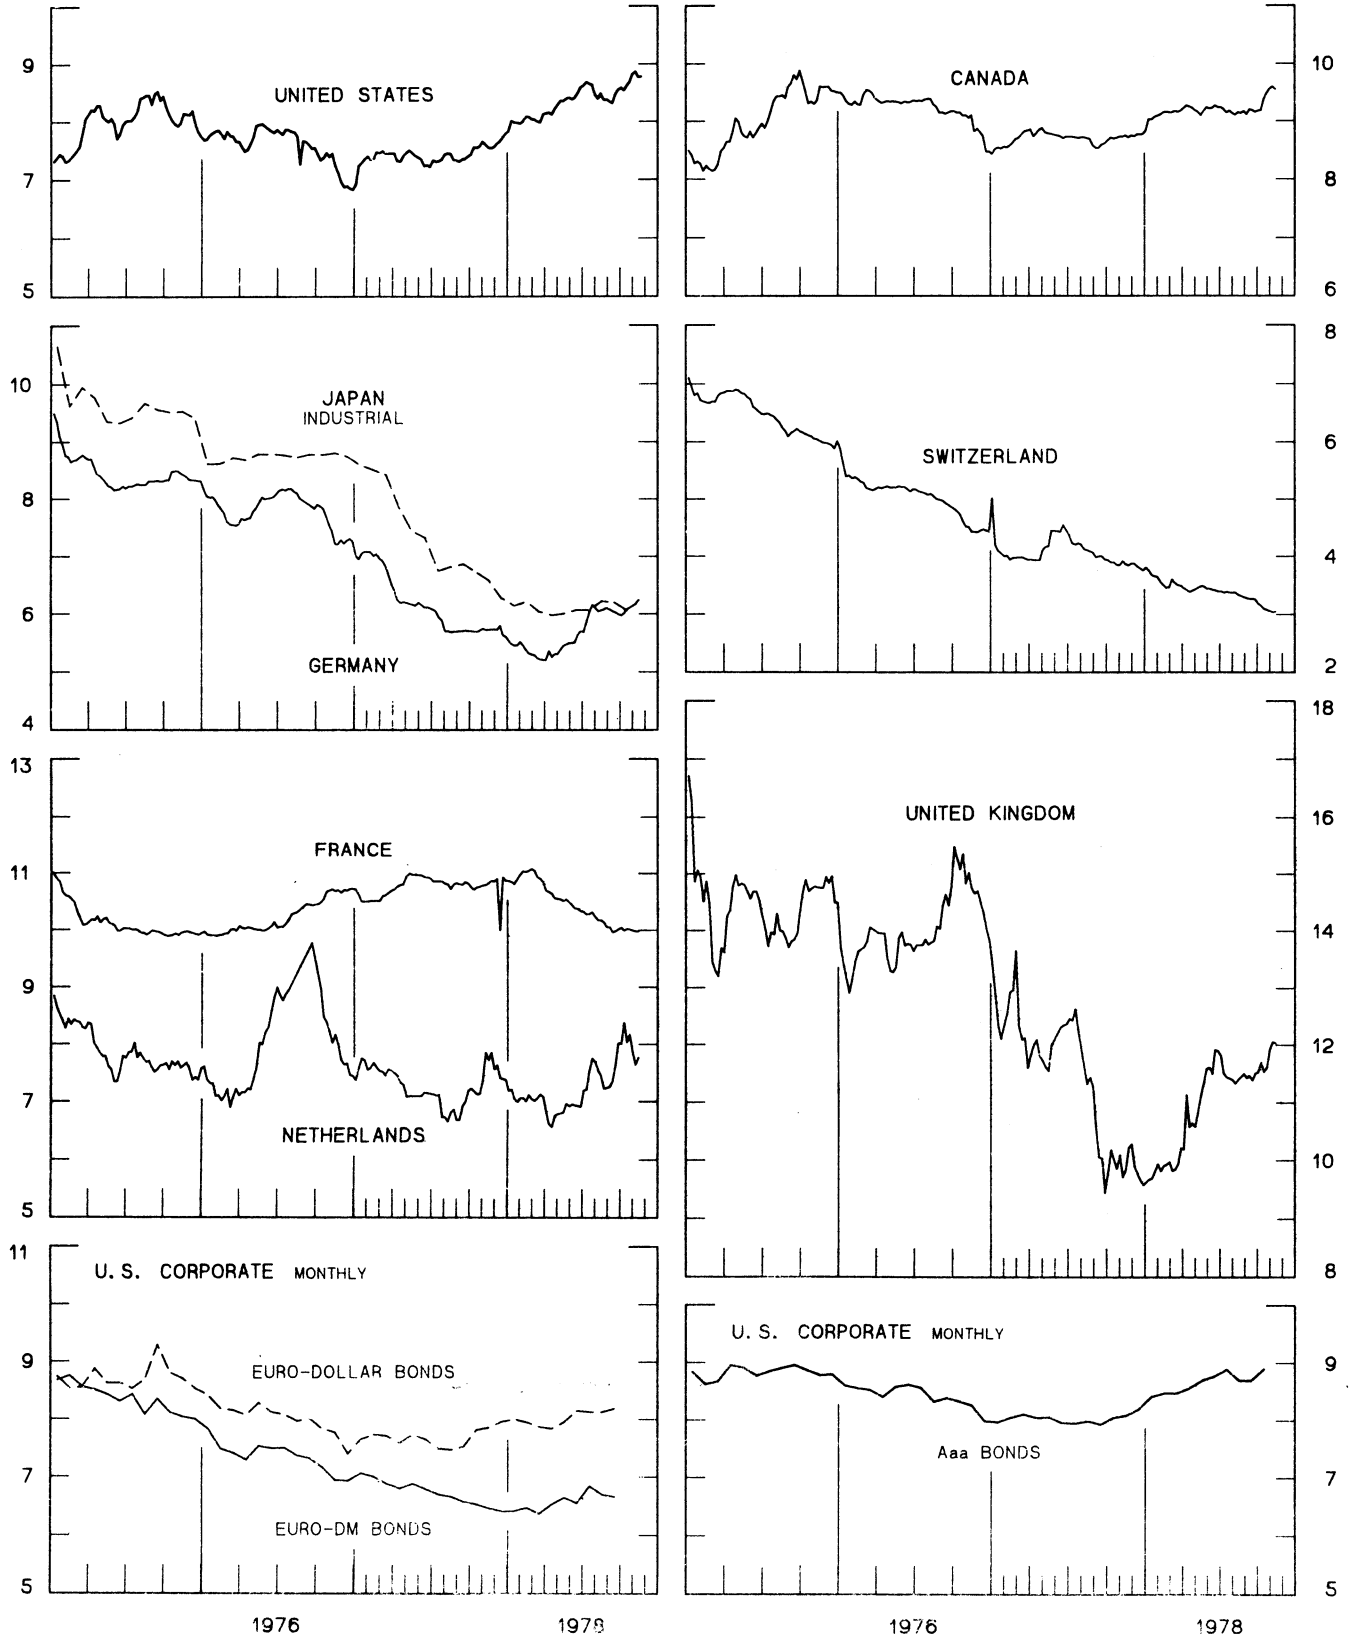 9
UNITED STATES
7
5
CANADA
10
8
6
10
JAPAN
INDUSTRIAL
8
6
GERMANY
4
8
SWITZERLAND
6
4
2
13
FRANCE
11
9
7
NETHERLANDS
5
18
UNITED KINGDOM
16
14
12
10
8
11
U.S. CORPORATE MONTHLY
9
EURO-DOLLAR BONDS
7
EURO-DM BONDS
5
1976 1978
U.S. CORPORATE MONTHLY
9
Aaa BONDS
7
5
1976 1978